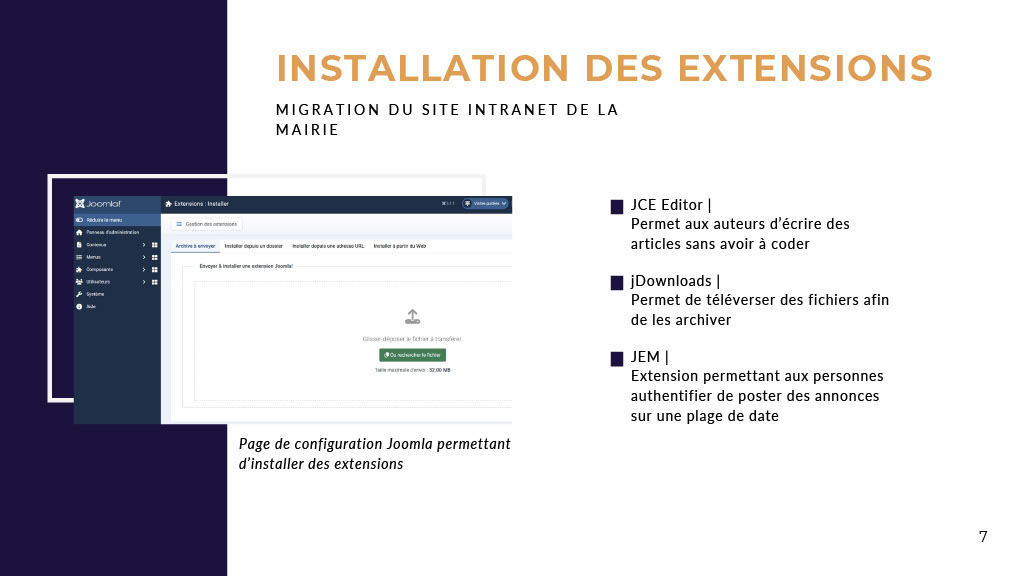 INSTALLATION DES EXTENSIONS
MIGRATION DU SITE INTRANET DE LA
MAIRIE
Joomla!
Extensions : Installer
Visites guidées
Réduire le menu
Panneau d'administration
Contenus
Menus
Composants
Utilisateurs
Système
Aide
Gestion des extensions
Archive à envoyer
Installer depuis un dossier
Installer depuis une adresse URL
Installer à partir du Web
Envoyer & installer une extension Joomla!
Glisser-déposer le fichier à transférer.
Ou rechercher le fichier
Taille maximale d'envoi : 32.00 MB
Page de configuration Joomla permettant
d’installer des extensions
JCE Editor |
Permet aux auteurs d’écrire des
articles sans avoir à coder
jDownloads |
Permet de téléverser des fichiers afin
de les archiver
JEM |
Extension permettant aux personnes
authentifier de poster des annonces
sur une plage de date
7